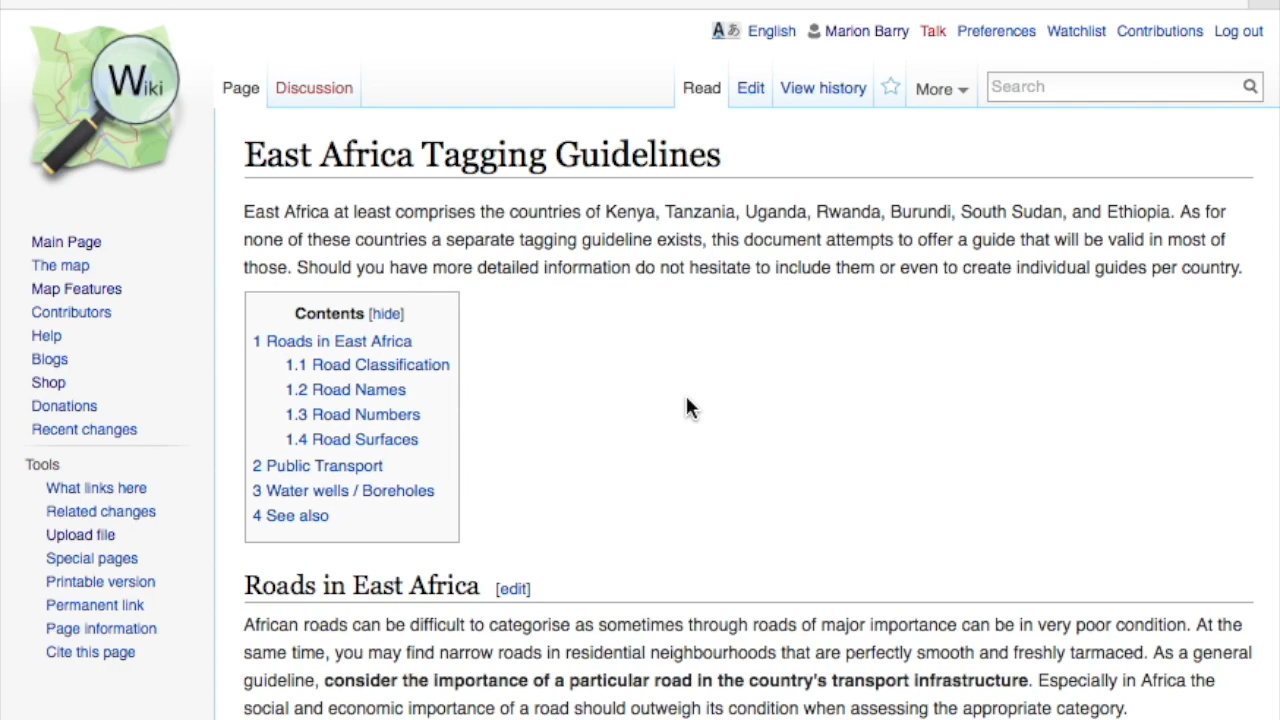 English Marion Barry Talk Preferences Watchlist Contributions Log out
Wiki
Page Discussion Read Edit View history More Search
East Africa Tagging Guidelines
East Africa at least comprises the countries of Kenya, Tanzania, Uganda, Rwanda, Burundi, South Sudan, and Ethiopia. As for
none of these countries a separate tagging guideline exists, this document attempts to offer a guide that will be valid in most of
those. Should you have more detailed information do not hesitate to include them or even to create individual guides per country.
Main Page
The map
Map Features
Contributors
Help
Blogs
Shop
Donations
Recent changes
Tools
What links here
Related changes
Upload file
Special pages
Printable version
Permanent link
Page information
Cite this page
Contents [hide]
1 Roads in East Africa
1.1 Road Classification
1.2 Road Names
1.3 Road Numbers
1.4 Road Surfaces
2 Public Transport
3 Water wells / Boreholes
4 See also
Roads in East Africa [edit]
African roads can be difficult to categorise as sometimes through roads of major importance can be in very poor condition. At the
same time, you may find narrow roads in residential neighbourhoods that are perfectly smooth and freshly tarmaced. As a general
guideline, consider the importance of a particular road in the country's transport infrastructure. Especially in Africa the
social and economic importance of a road should outweigh its condition when assessing the appropriate category.